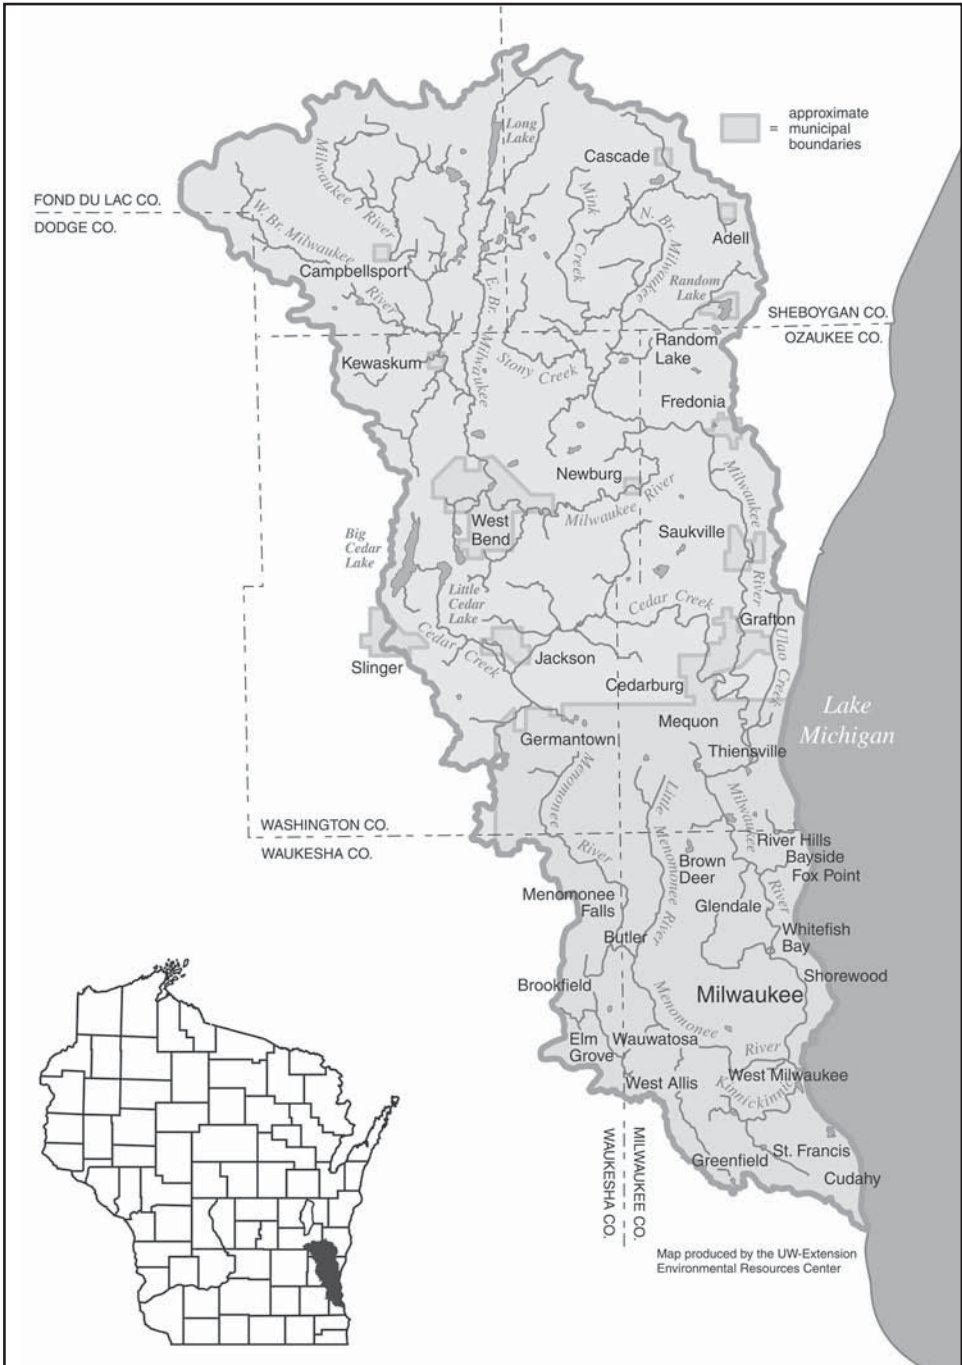 approximate
= municipal
boundaries
Long
Lake
Cascade
Milwaukee
River
Mink
Creek
N. Br. Milwaukee
FOND DU LAC CO.
DODGE CO.
W. Br. Milwaukee
River
Adell
Campbellsport
Random
Lake
E. Br. Milwaukee
SHEBOYGAN CO.
OZAUKEE CO.
Random
Lake
Kewaskum
Stony Creek
Fredonia
Newburg
Milwaukee River
Milwaukee
River
West
Bend
Saukville
Big
Cedar
Lake
Little
Cedar
Lake
Cedar Creek
Grafton
Ulao Creek
Cedar Creek
Slinger
Jackson
Cedarburg
Lake
Michigan
Mequon
Germantown
Thiensville
Menomonee
River
Little Menomonee River
Milwaukee
River
WASHINGTON CO.
WAUKESHA CO.
River Hills
Bayside
Fox Point
Brown
Deer
Menomonee
Falls
Glendale
Whitefish
Bay
Butler
Shorewood
Brookfield
Milwaukee
Menomonee
River
Elm
Grove
Wauwatosa
West Milwaukee
West Allis
Kinnickinnic
St. Francis
Greenfield
Cudahy
WAUKESHA CO.
MILWAUKEE CO.
Map produced by the UW-Extension
Environmental Resources Center